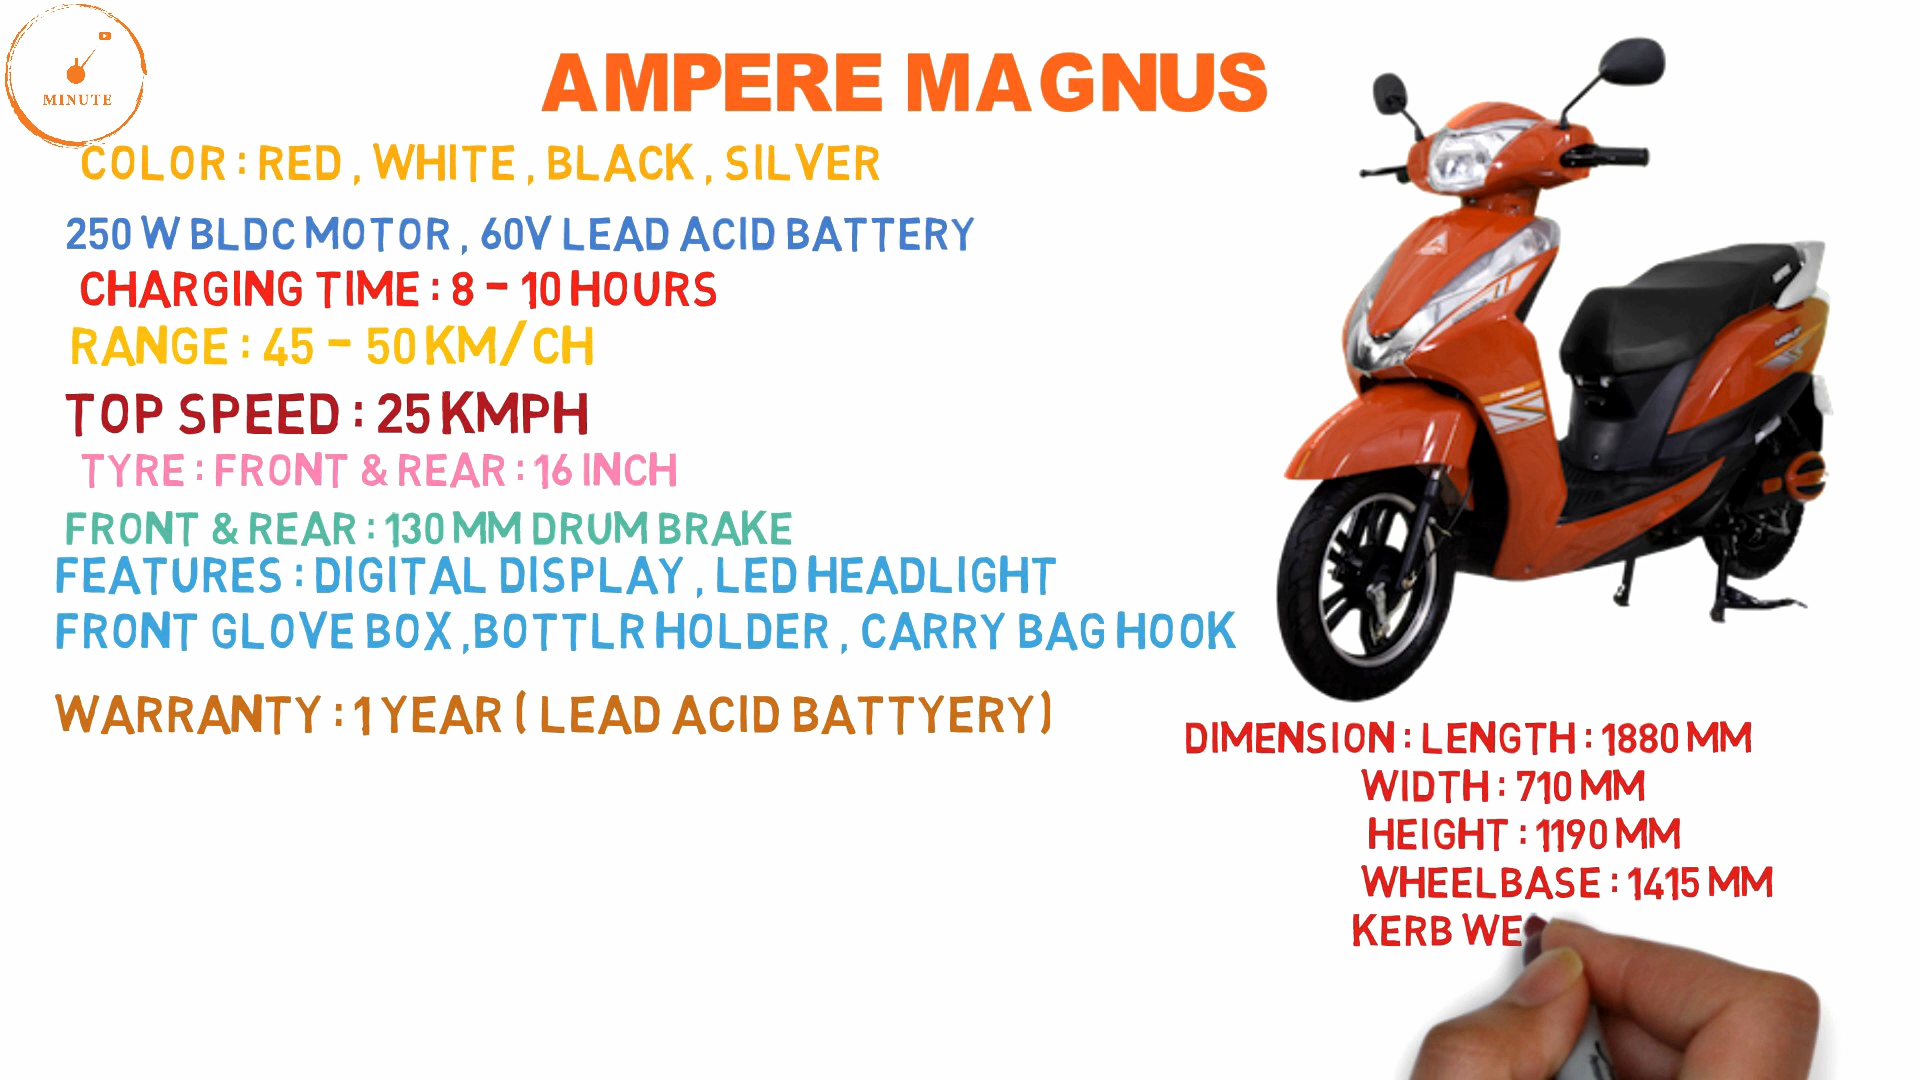 MINUTE
AMPERE MAGNUS
COLOR : RED , WHITE , BLACK , SILVER
250 W BLDC MOTOR , 60V LEAD ACID BATTERY
CHARGING TIME : 8 - 10 HOURS
RANGE : 45 - 50 KM/CH
TOP SPEED : 25 KMPH
TYRE : FRONT & REAR : 16 INCH
FRONT & REAR : 130 MM DRUM BRAKE
FEATURES : DIGITAL DISPLAY , LED HEADLIGHT
FRONT GLOVE BOX ,BOTTLR HOLDER , CARRY BAG HOOK
WARRANTY : 1 YEAR ( LEAD ACID BATTYERY )
DIMENSION : LENGTH : 1880 MM
WIDTH : 710 MM
HEIGHT : 1190 MM
WHEELBASE : 1415 MM
KERB WE